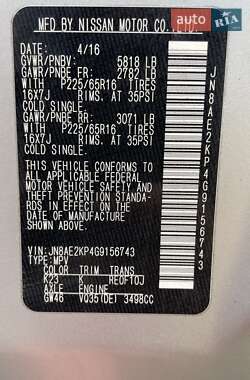 MFD BY NISSAN MOTOR CO.,LTD.
DATE 4/16
GVWR/PNBV: 5818 LB
GAWR/PNBE FR: 2782 LB
WITH P225/65R16 TIRES
16X7J RIMS. AT 35PSI
COLD SINGLE.
GAWR/PNBE RR: 3071 LB
WITH P225/65R16 TIRES
16X7J RIMS. AT 35PSI
COLD SINGLE.
THIS VEHICLE CONFORMS TO
ALL APPLICABLE FEDERAL
MOTOR VEHICLE SAFETY AND
THEFT PREVENTION STANDA-
RDS IN EFFECT ON THE
DATE OF MANUFACTURE
SHOWN ABOVE.
VIN:JN8AE2KP4G9156743
TYPE:MPV
COLOR TRIM TRANS
K23 K RE0FT0J
AXLE ENGINE
GW46 VQ35(DE) 3498CC
JN8AE2KP4G9156743
AUTO
RIA